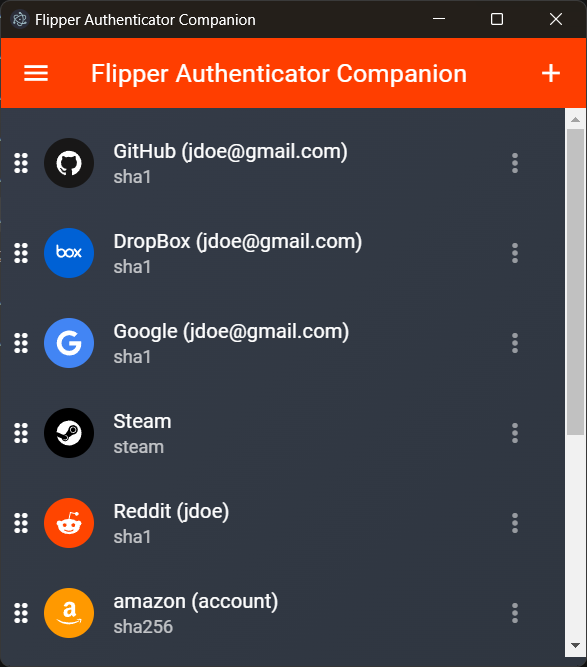 Flipper Authenticator Companion
Flipper Authenticator Companion
GitHub (jdoe@gmail.com)
sha1
box
DropBox (jdoe@gmail.com)
sha1
G
Google (jdoe@gmail.com)
sha1
Steam
steam
Reddit (jdoe)
sha1
a
amazon (account)
sha256